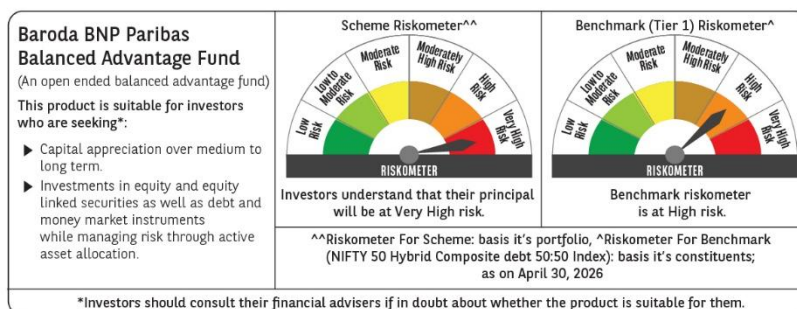 Baroda BNP Paribas
Balanced Advantage Fund
(An open ended balanced advantage fund)
This product is suitable for investors
who are seeking*:
▶ Capital appreciation over medium to
long term.
▶ Investments in equity and equity
linked securities as well as debt and
money market instruments
while managing risk through active
asset allocation.
Scheme Riskometer^^
Low Risk
Low to Moderate Risk
Moderate Risk
Moderately High Risk
High Risk
Very High Risk
RISKOMETER
Investors understand that their principal
will be at Very High risk.
Benchmark (Tier 1) Riskometer^
Low Risk
Low to Moderate Risk
Moderate Risk
Moderately High Risk
High Risk
Very High Risk
RISKOMETER
Benchmark riskometer
is at High risk.
^^Riskometer For Scheme: basis it's portfolio, ^Riskometer For Benchmark
(NIFTY 50 Hybrid Composite debt 50:50 Index): basis it's constituents;
as on April 30, 2026
*Investors should consult their financial advisers if in doubt about whether the product is suitable for them.